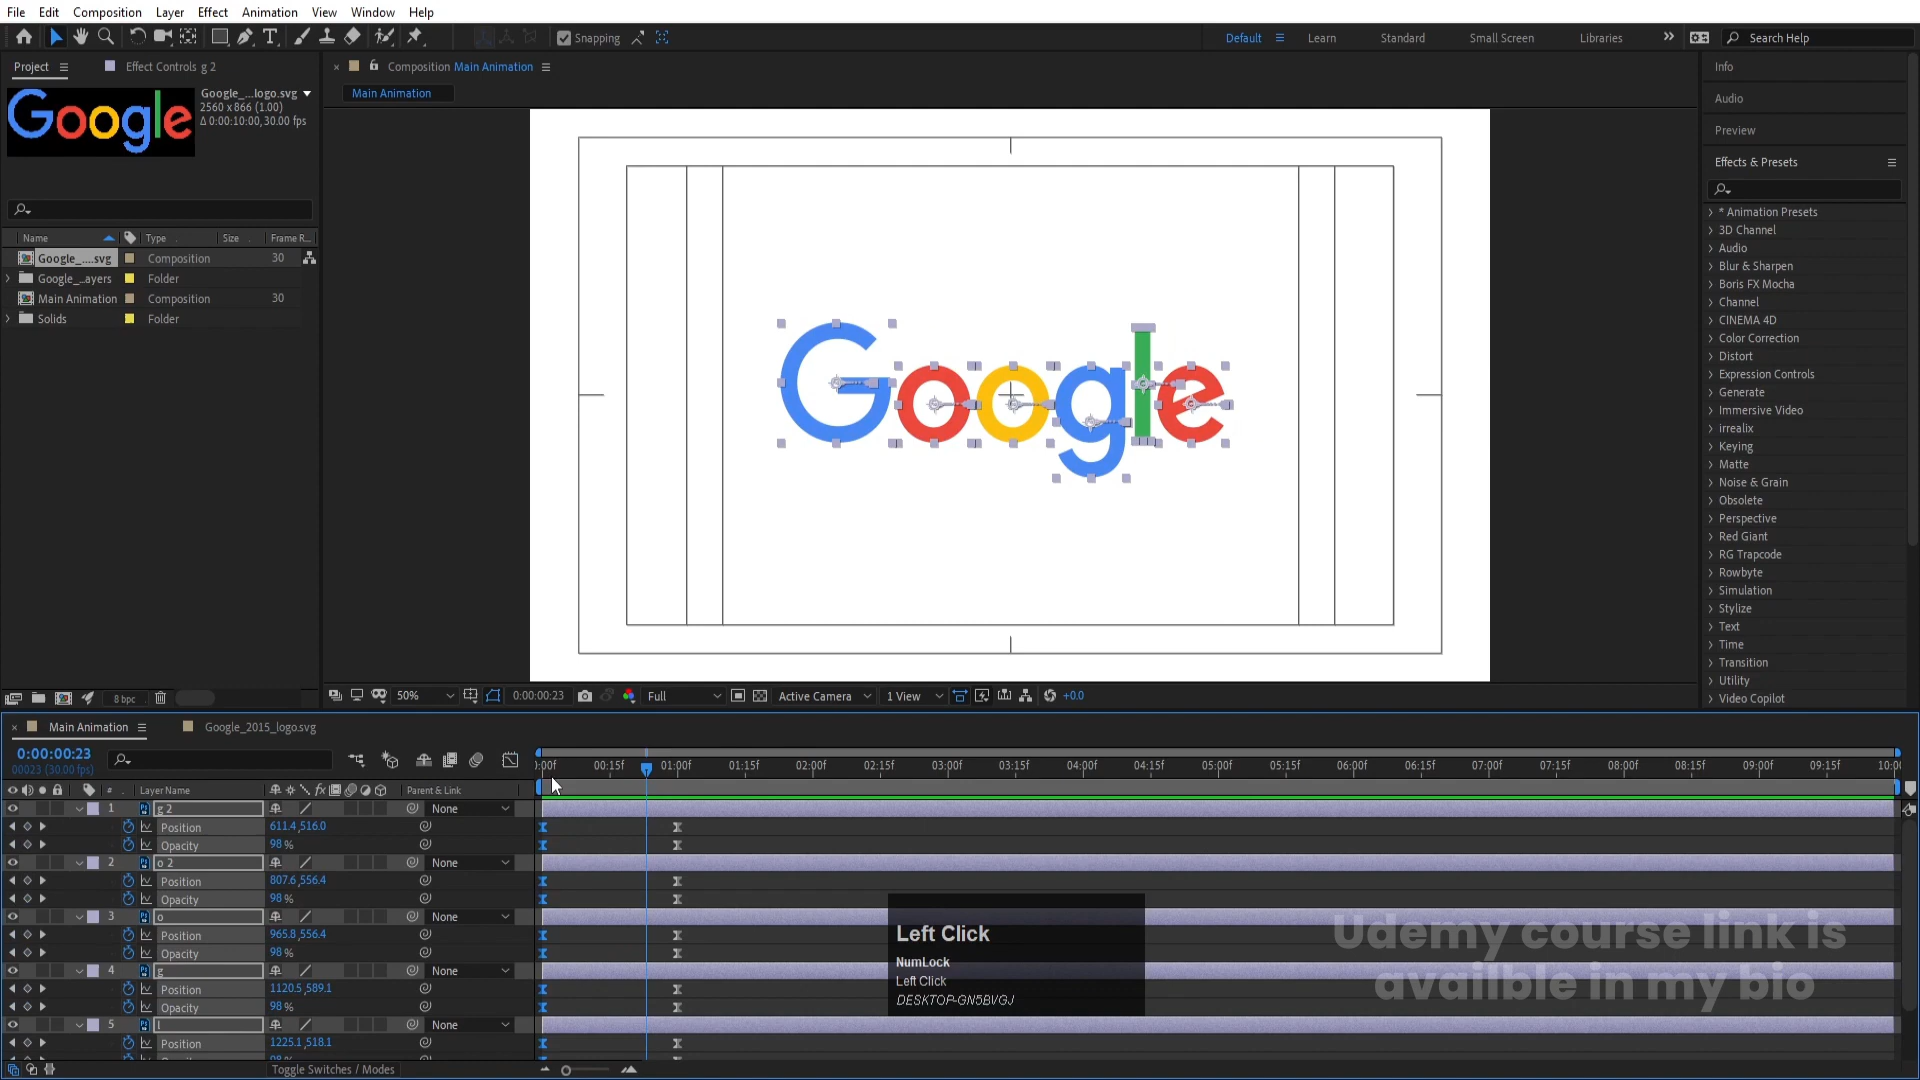 File Edit Composition Layer Effect Animation View Window Help
Snapping
Default Learn Standard Small Screen Libraries Search Help
Project Effect Controls g 2
Composition Main Animation
Main Animation
Google
Google_...logo.svg
2560 x 866 (1.00)
Δ 0:00:10:00, 30.00 fps
Name Type Size Frame R...
Google_....svg Composition 30
Google_...ayers Folder
Main Animation Composition 30
Solids Folder
8 bpc
Google
50% 0:00:00:23 Full Active Camera 1 View +0.0
Info
Audio
Preview
Effects & Presets
* Animation Presets
3D Channel
Audio
Blur & Sharpen
Boris FX Mocha
Channel
CINEMA 4D
Color Correction
Distort
Expression Controls
Generate
Immersive Video
irrealix
Keying
Matte
Noise & Grain
Obsolete
Perspective
Red Giant
RG Trapcode
Rowbyte
Simulation
Stylize
Text
Time
Transition
Utility
Video Copilot
Main Animation Google_2015_logo.svg
0:00:00:23
00023 (30.00 fps)
:00f 00:15f 01:00f 01:15f 02:00f 02:15f 03:00f 03:15f 04:00f 04:15f 05:00f 05:15f 06:00f 06:15f 07:00f 07:15f 08:00f 08:15f 09:00f 09:15f 10:0
# Layer Name Parent & Link
1 g 2 None
Position 611.4,516.0
Opacity 98 %
2 o 2 None
Position 807.6,556.4
Opacity 98 %
3 o None
Position 965.8,556.4
Opacity 98 %
4 g None
Position 1120.5,589.1
Opacity 98 %
5 l None
Position 1225.1,518.1
Toggle Switches / Modes
Left Click
NumLock
Left Click
DESKTOP-GN5BVGJ
Udemy course link is
availble in my bio